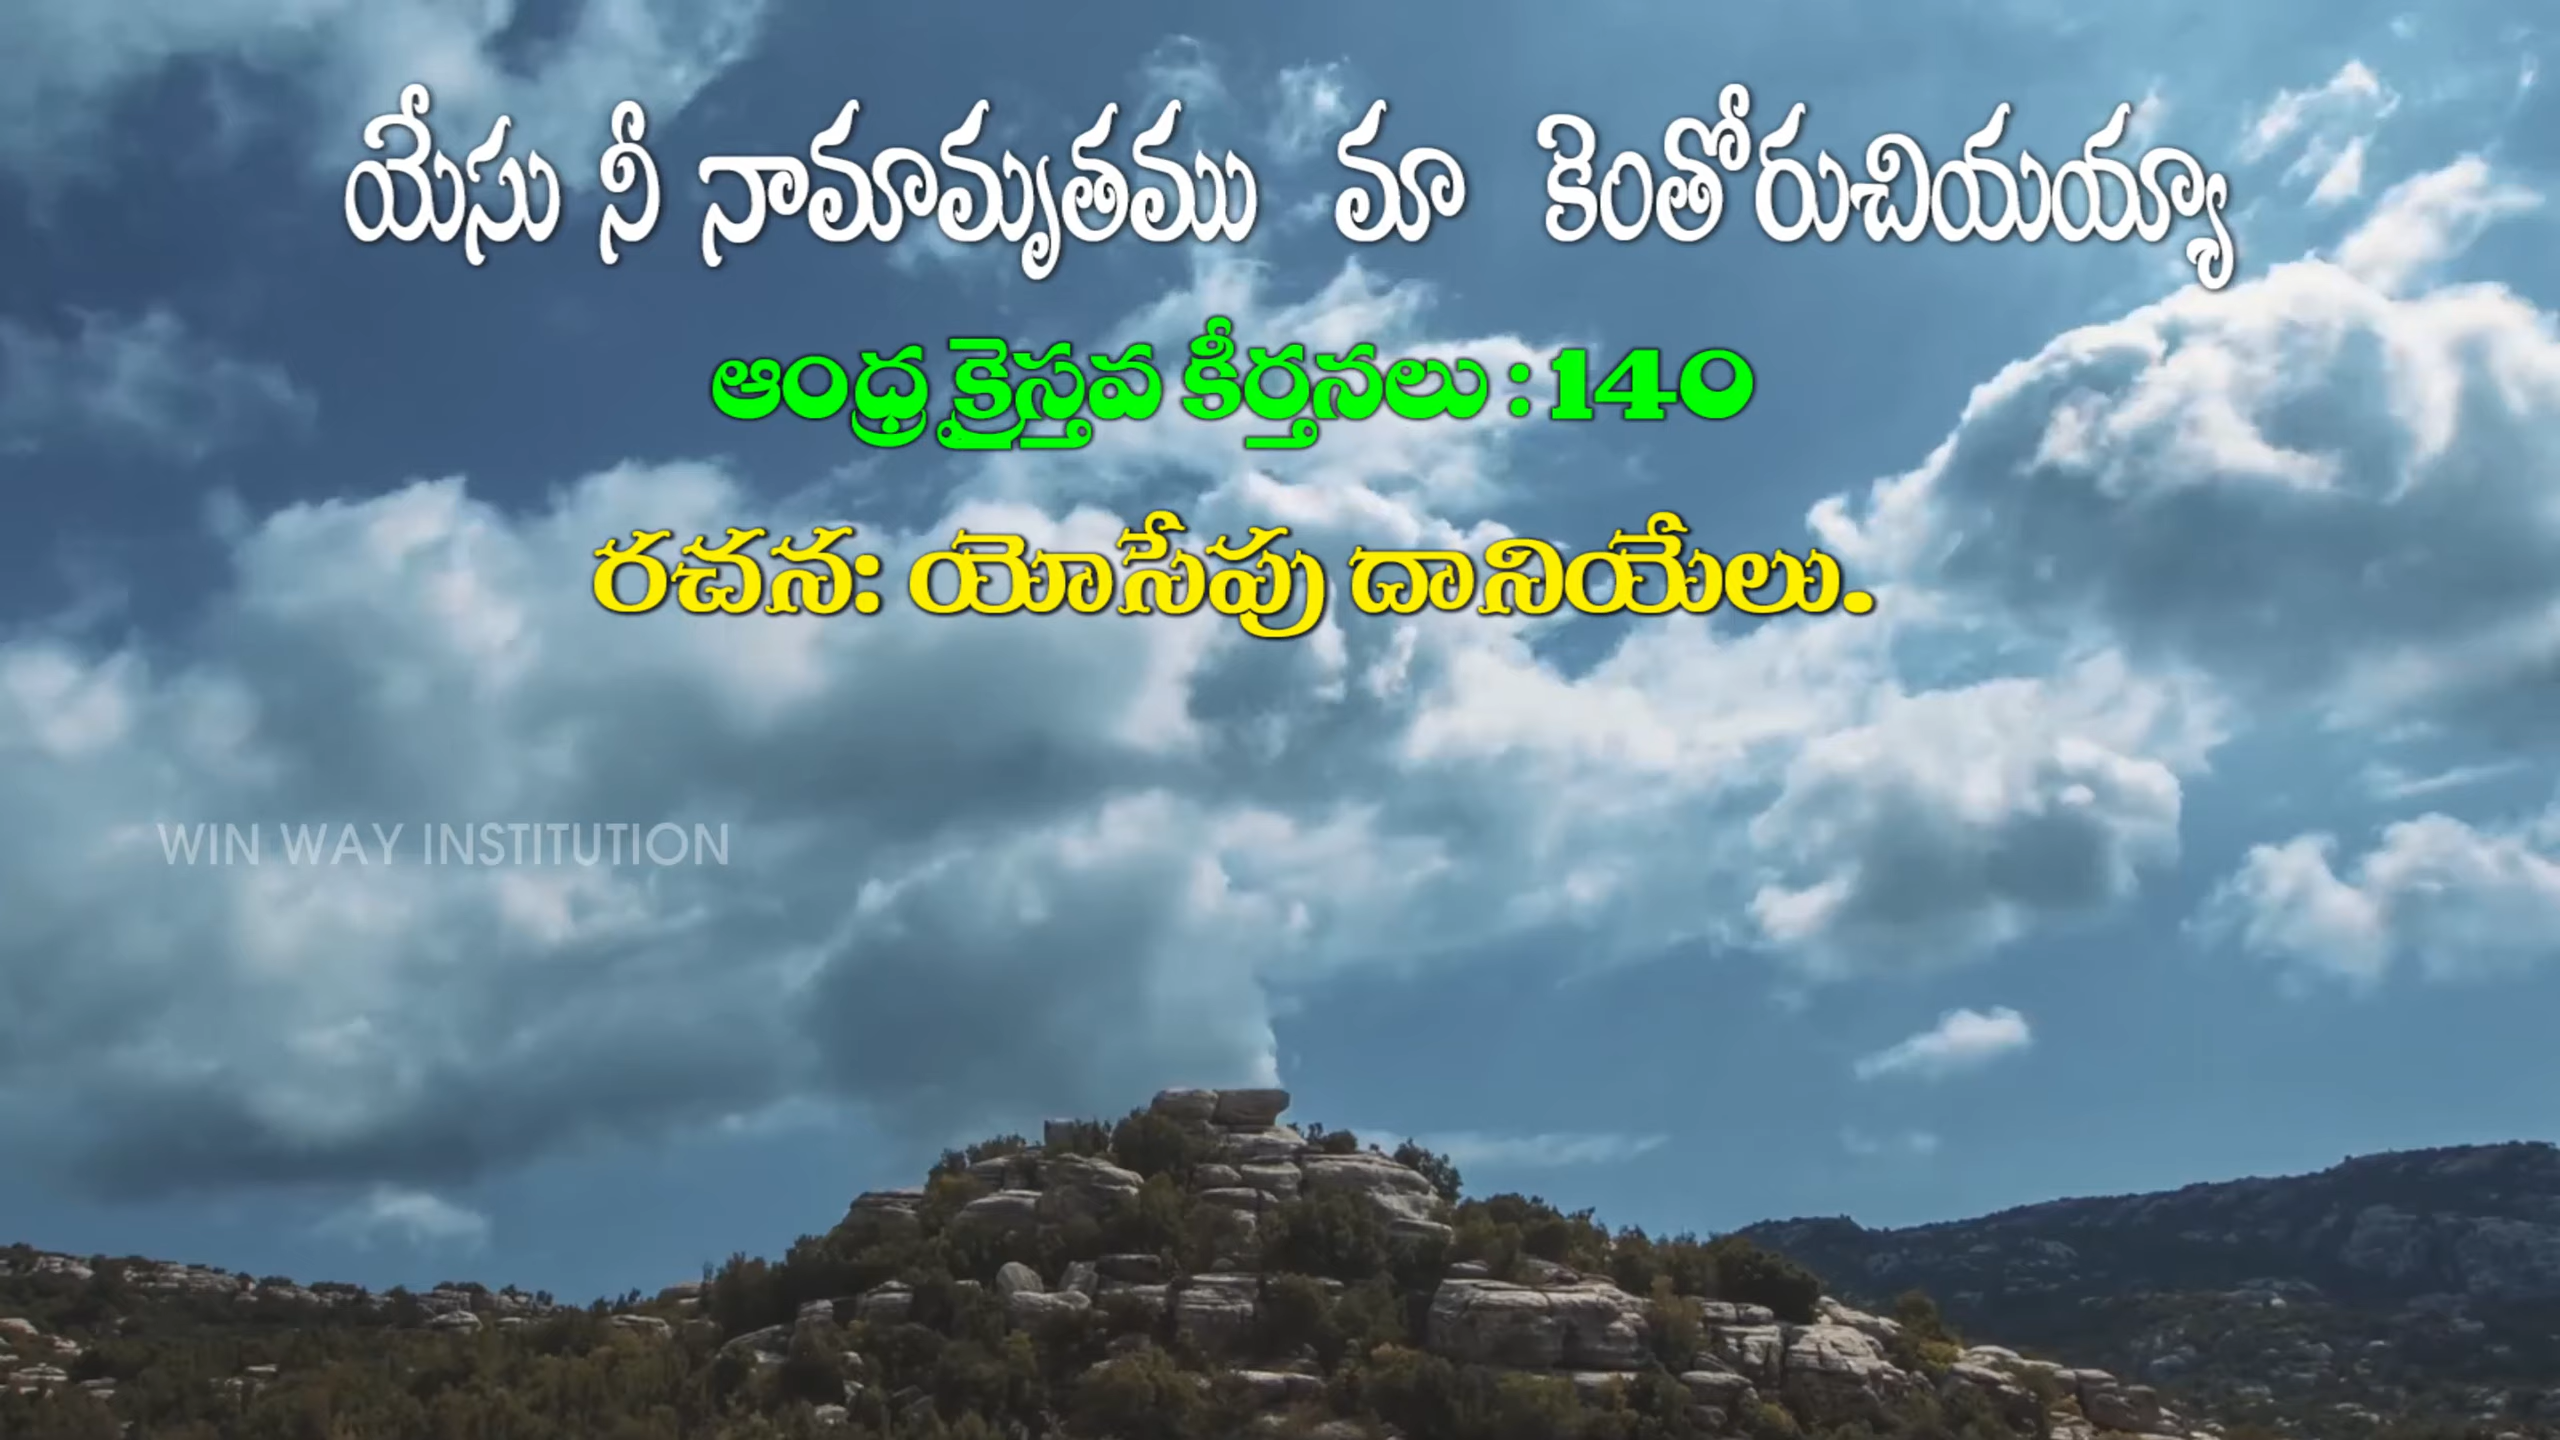 యేసు నీ నామామృతము మా కెంతోరుచియయ్యా
ఆంధ్ర క్రైస్తవ కీర్తనలు : 140
రచన: యోసేపు దానియేలు.
WIN WAY INSTITUTION